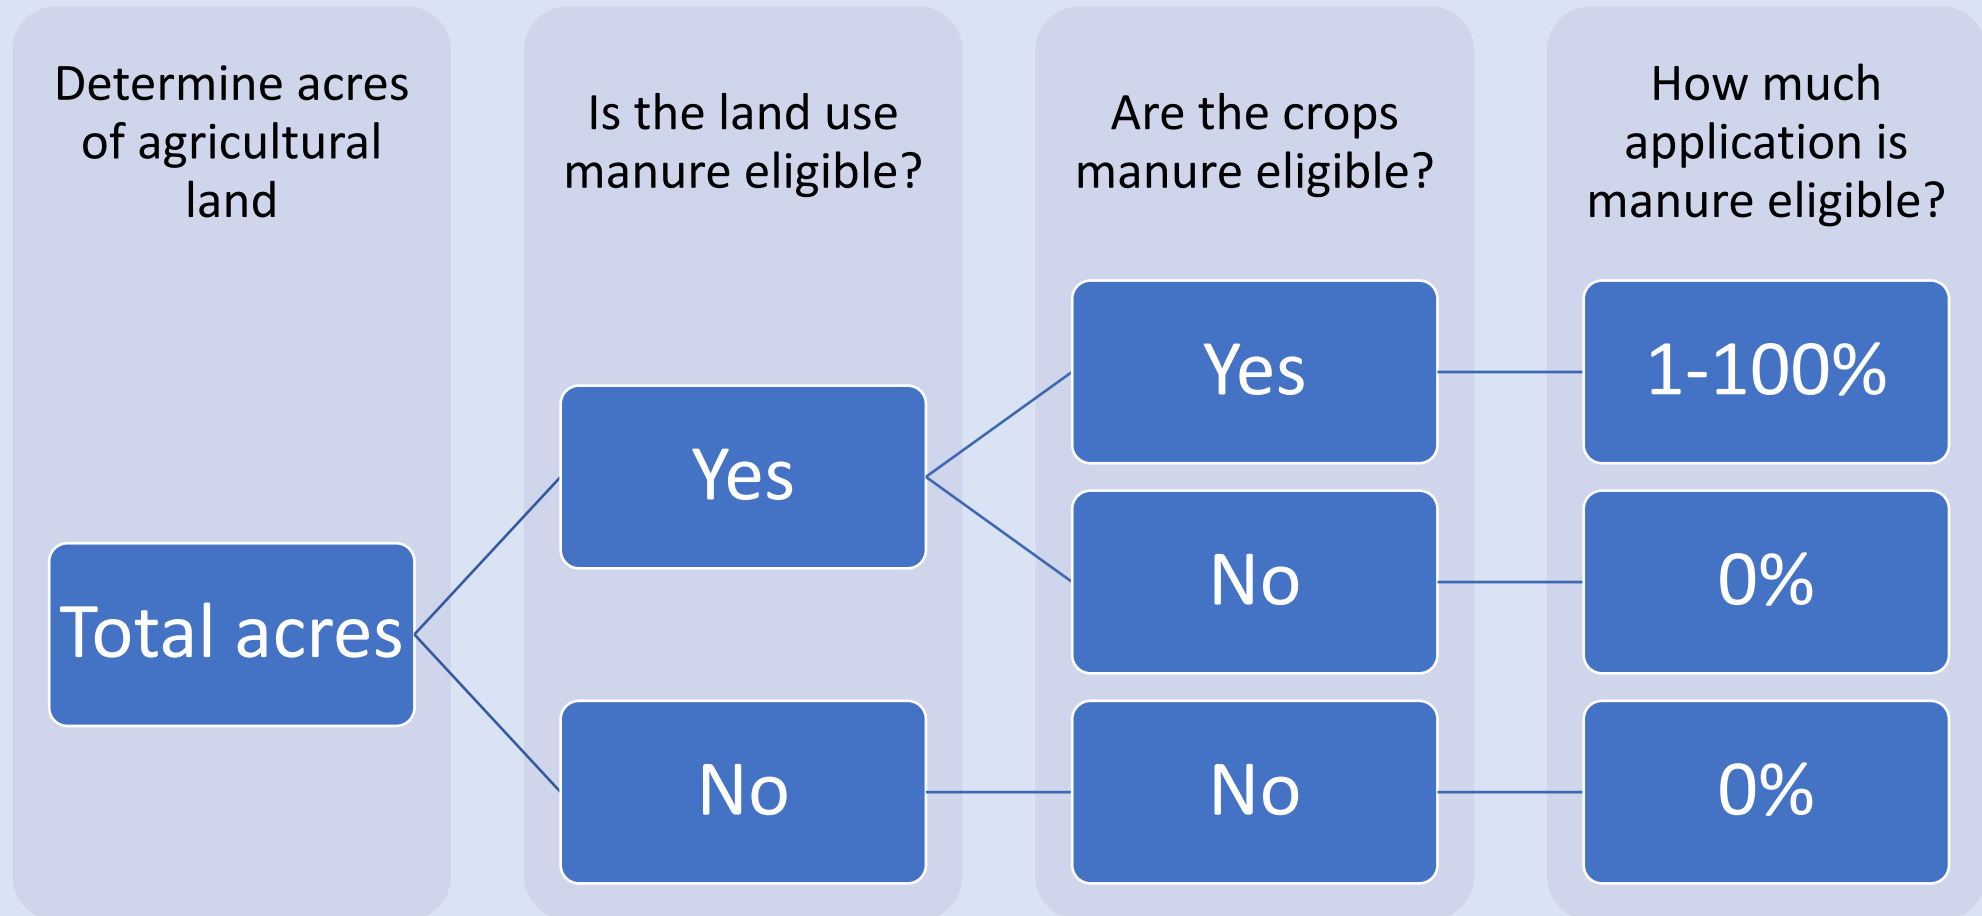 Determine acres
of agricultural
land
Is the land use
manure eligible?
Are the crops
manure eligible?
How much
application is
manure eligible?
Total acres
Yes
No
Yes
No
No
1-100%
0%
0%